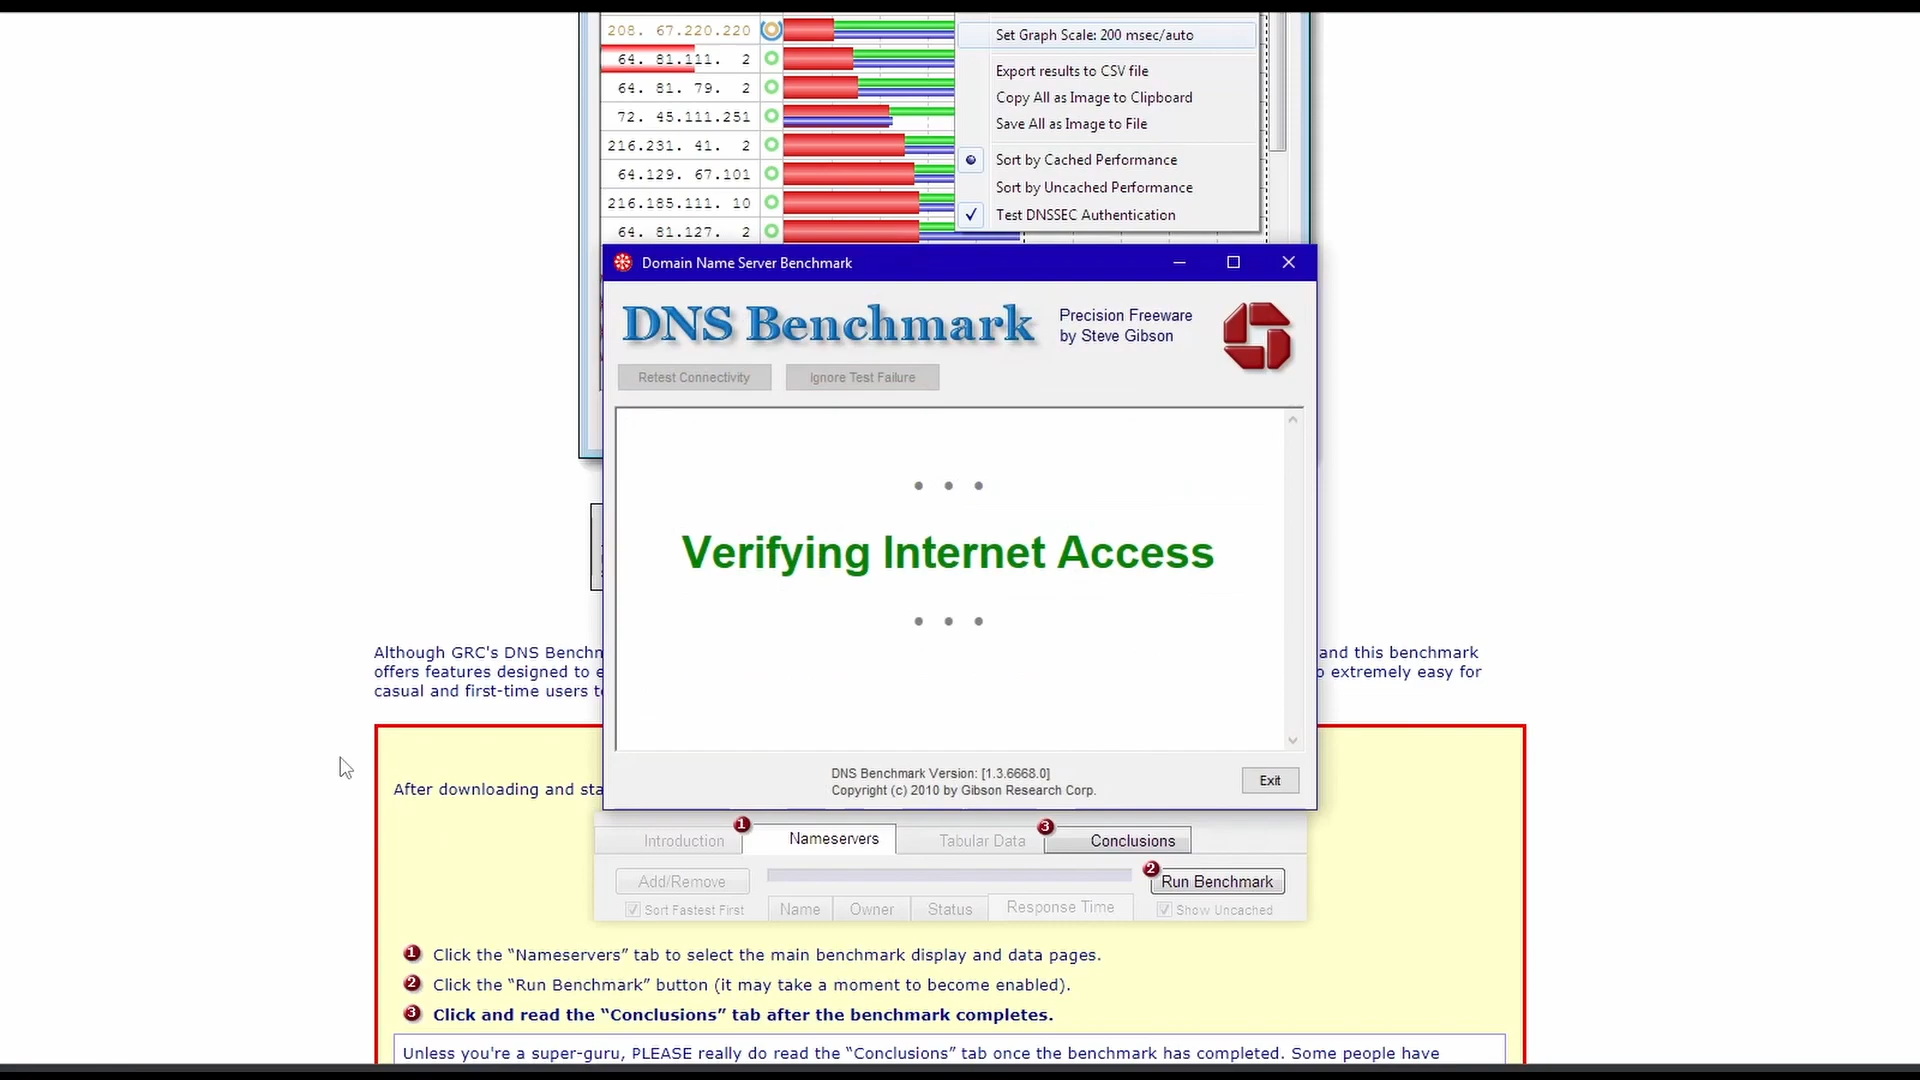 208. 67.220.220
64. 81.111. 2
64. 81. 79. 2
72. 45.111.251
216.231. 41. 2
64.129. 67.101
216.185.111. 10
64. 81.127. 2
Set Graph Scale: 200 msec/auto
Export results to CSV file
Copy All as Image to Clipboard
Save All as Image to File
Sort by Cached Performance
Sort by Uncached Performance
Test DNSSEC Authentication
Domain Name Server Benchmark
DNS Benchmark
Precision Freeware
by Steve Gibson
Retest Connectivity
Ignore Test Failure
• • •
Verifying Internet Access
• • •
DNS Benchmark Version: [1.3.6668.0]
Copyright (c) 2010 by Gibson Research Corp.
Exit
Although GRC's DNS and this benchmark
offers features designed to extremely easy for
casual and first-time users
After downloading and
1 3
Introduction Nameservers Tabular Data Conclusions
2
Add/Remove Run Benchmark
Sort Fastest First Name Owner Status Response Time Show Uncached
1 Click the “Nameservers” tab to select the main benchmark display and data pages.
2 Click the “Run Benchmark” button (it may take a moment to become enabled).
3 Click and read the “Conclusions” tab after the benchmark completes.
Unless you're a super-guru, PLEASE really do read the “Conclusions” tab once the benchmark has completed. Some people have